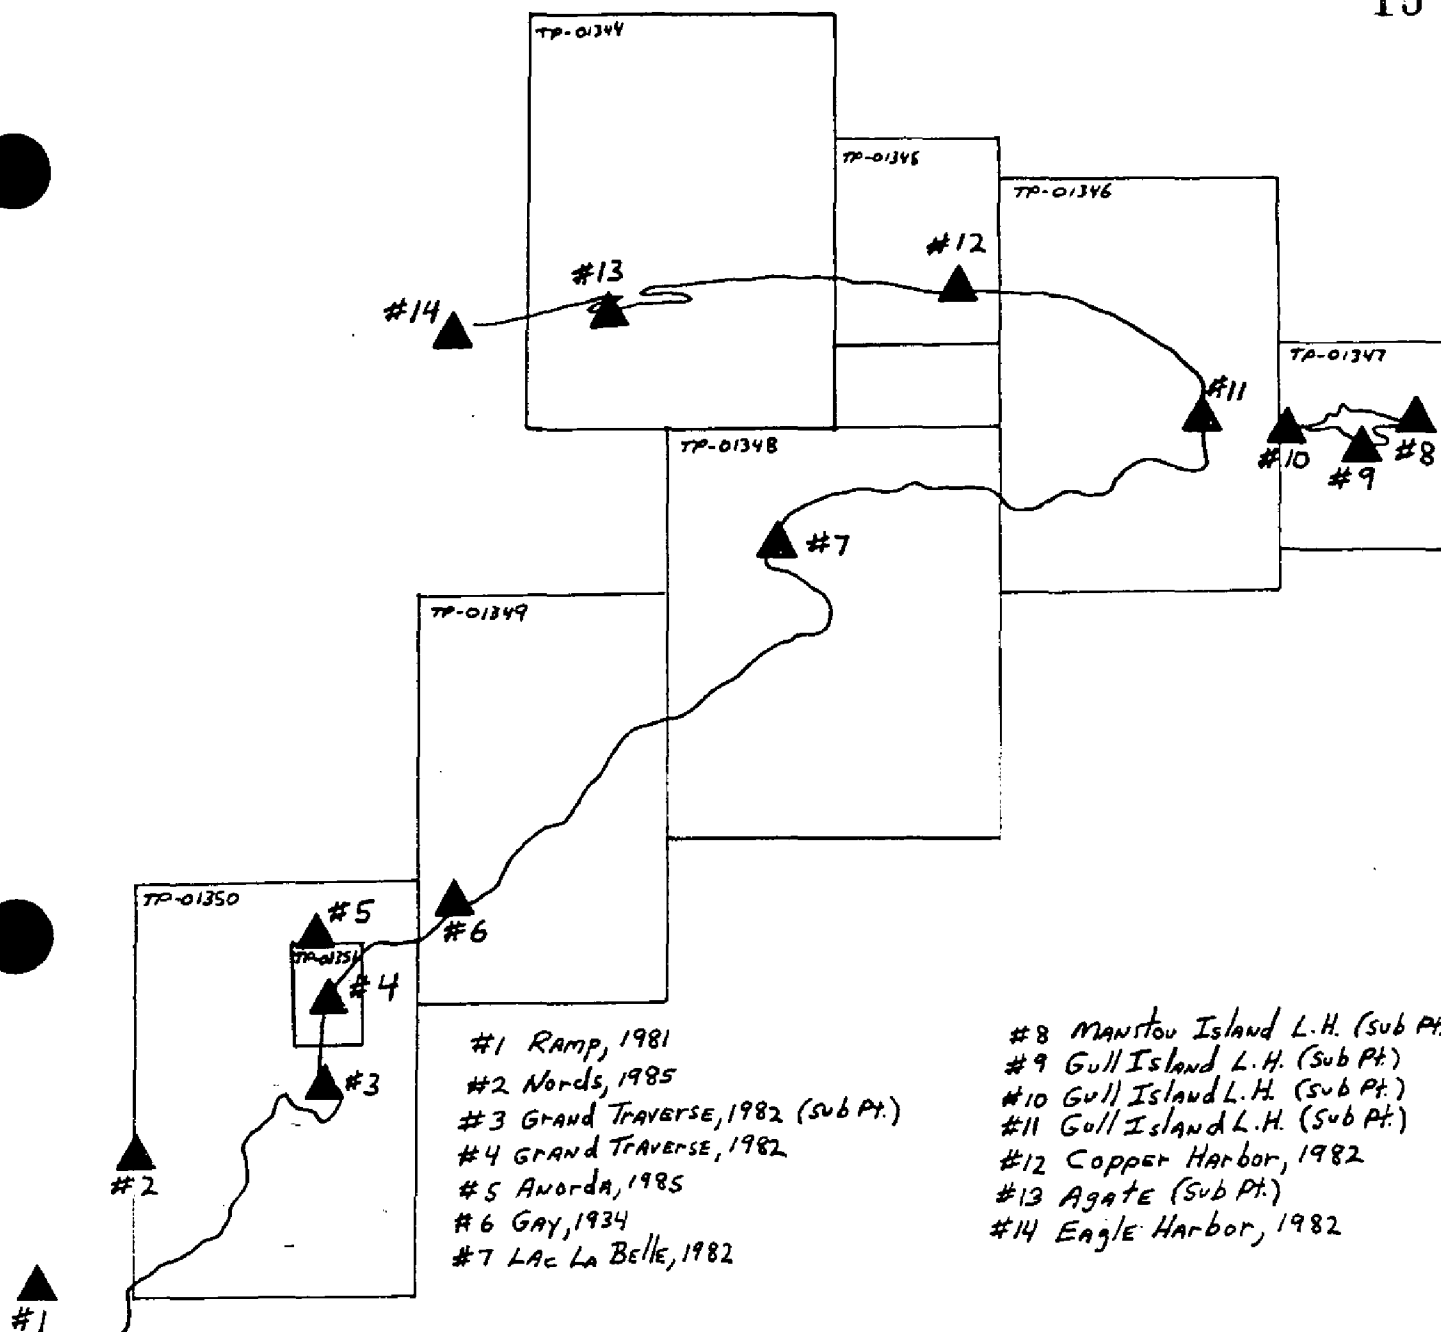 TP-01344
TP-01345
TP-01346
#12
#13
#14
TP-01347
#11
TP-01348
#10
#9
#8
#7
TP-01349
TP-01350
#5
#6
TP-01351
#4
#3
#2
#1
#1 Ramp, 1981
#2 Nords, 1985
#3 Grand Traverse, 1982 (Sub Pt.)
#4 Grand Traverse, 1982
#5 Anorda, 1985
#6 Gay, 1934
#7 Lac La Belle, 1982
#8 Manitou Island L.H. (Sub Pt.
#9 Gull Island L.H. (Sub Pt.)
#10 Gull Island L.H. (Sub Pt.)
#11 Gull Island L.H. (Sub Pt.)
#12 Copper Harbor, 1982
#13 Agate (Sub Pt.)
#14 Eagle Harbor, 1982